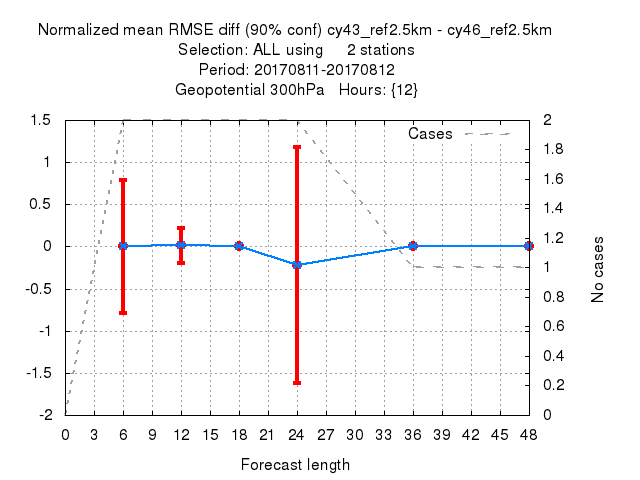 Normalized mean RMSE diff (90% conf) cy43_ref2.5km - cy46_ref2.5km
Selection: ALL using 2 stations
Period: 20170811-20170812
Geopotential 300hPa Hours: {12}
Cases
1.5
1
0.5
0
-0.5
-1
-1.5
-2
2
1.8
1.6
1.4
1.2
1
0.8
0.6
0.4
0.2
0
No cases
0 3 6 9 12 15 18 21 24 27 30 33 36 39 42 45 48
Forecast length